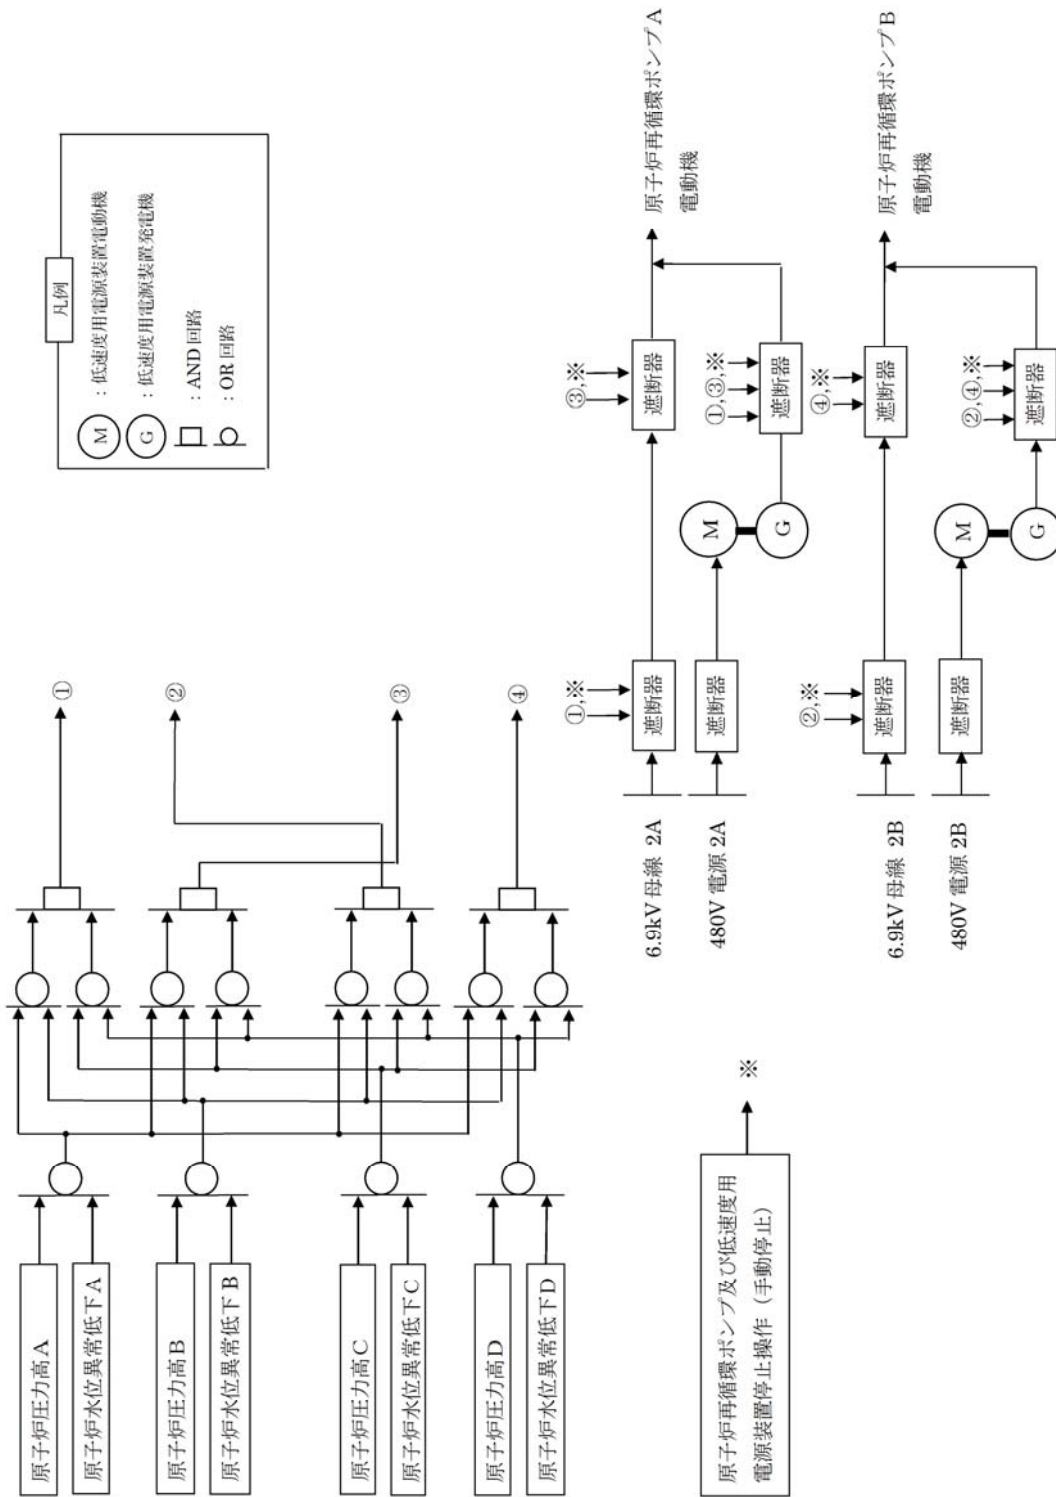 原子炉圧力高A
原子炉水位異常低下A
原子炉圧力高B
原子炉水位異常低下B
原子炉圧力高C
原子炉水位異常低下C
原子炉圧力高D
原子炉水位異常低下D
①
②
③
④
凡例
M
：低速度用電源装置電動機
G
：低速度用電源装置発電機
：AND 回路
：OR 回路
原子炉再循環ポンプ及び低速度用
電源装置停止操作（手動停止）
※
6.9kV 母線 2A
①,※
遮断器
③,※
遮断器
原子炉再循環ポンプA
電動機
480V 電源 2A
遮断器
M
G
①,③,※
遮断器
6.9kV 母線 2B
②,※
遮断器
④,※
遮断器
原子炉再循環ポンプB
電動機
480V 電源 2B
遮断器
M
G
②,④,※
遮断器